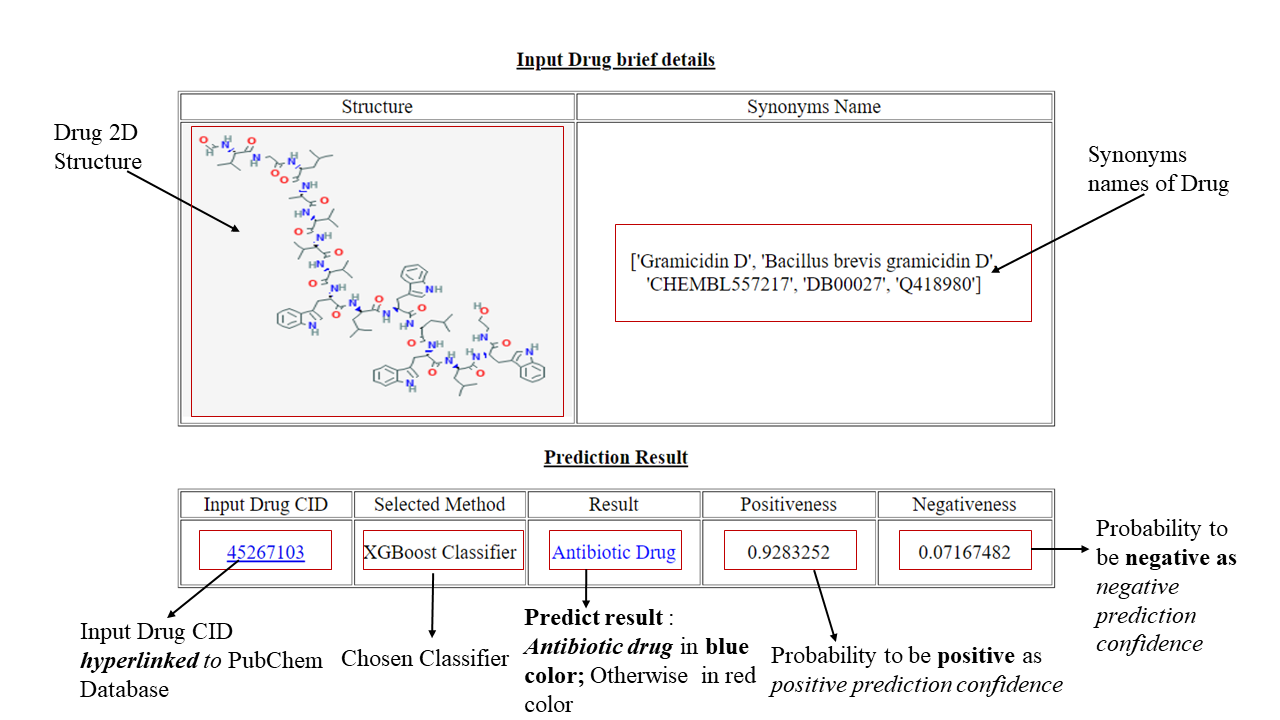 Input Drug brief details
Structure
Synonyms Name
Drug 2D
Structure
Synonyms
names of Drug
['Gramicidin D', 'Bacillus brevis gramicidin D',
'CHEMBL557217', 'DB00027', 'Q418980']
Prediction Result
Input Drug CID
Selected Method
Result
Positiveness
Negativeness
45267103
XGBoost Classifier
Antibiotic Drug
0.9283252
0.07167482
Probability to
be negative as
negative
prediction
confidence
Input Drug CID
hyperlinked to PubChem
Database
Chosen Classifier
Predict result :
Antibiotic drug in blue
color; Otherwise in red
color
Probability to be positive as
positive prediction confidence